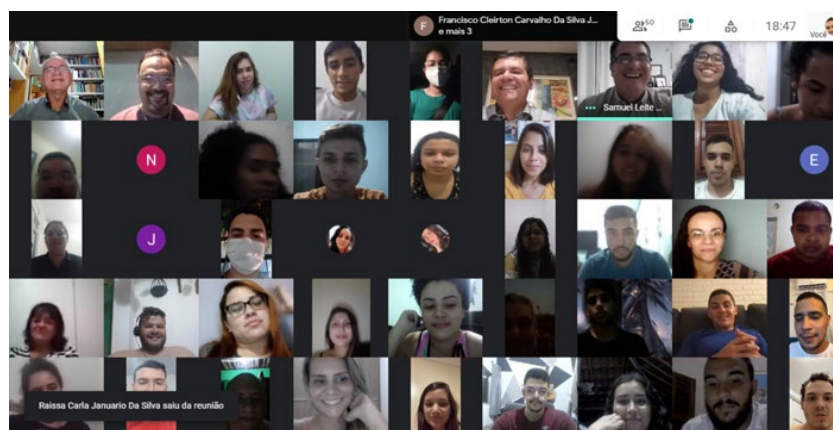 F
Francisco Cleirton Carvalho Da Silva J...
e mais 3
50
18:47
Você
Samuel Leite ...
N
E
J
Raissa Carla Januario Da Silva saiu da reunião